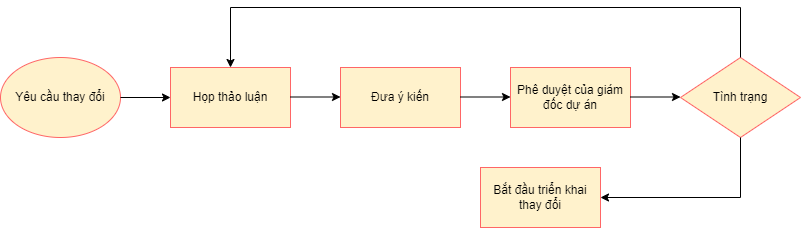 Yêu cầu thay đổi
Họp thảo luận
Đưa ý kiến
Phê duyệt của giám
đốc dự án
Tình trạng
Bắt đầu triển khai
thay đổi